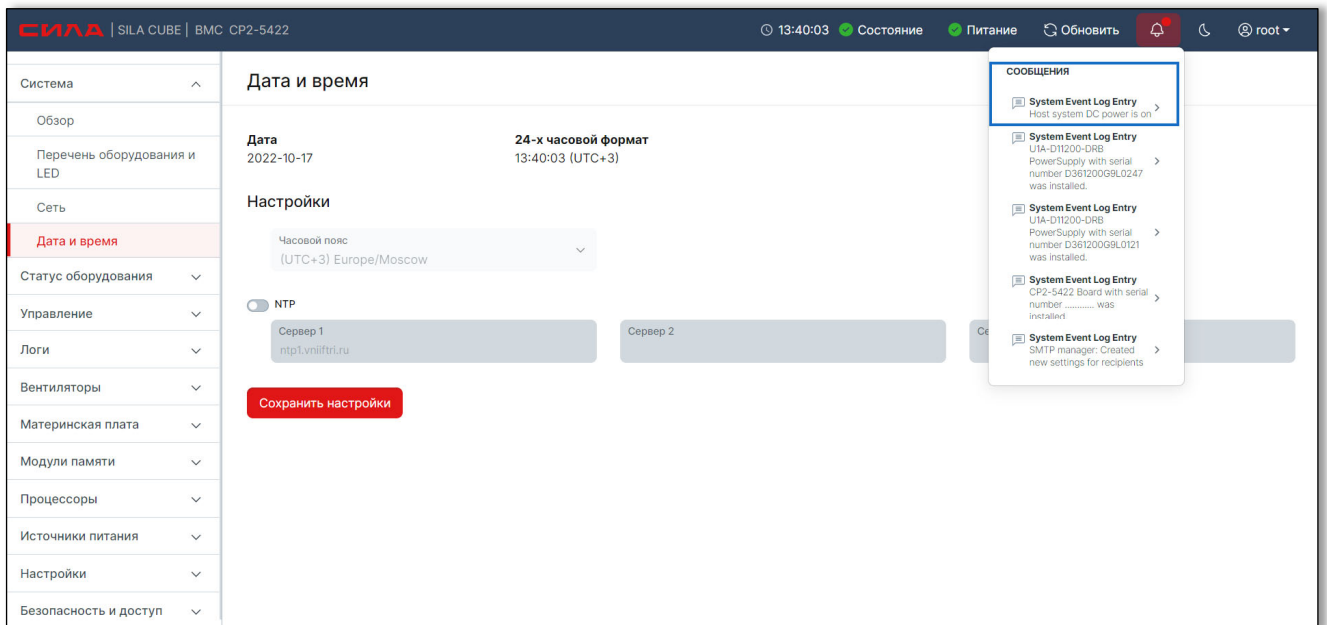 СИЛА | SILA CUBE | BMC CP2-5422
13:40:03 Состояние Питание Обновить root
Система
Обзор
Перечень оборудования и
LED
Сеть
Дата и время
Статус оборудования
Управление
Логи
Вентиляторы
Материнская плата
Модули памяти
Процессоры
Источники питания
Настройки
Безопасность и доступ
Дата и время
Дата
2022-10-17
24-х часовой формат
13:40:03 (UTC+3)
Настройки
Часовой пояс
(UTC+3) Europe/Moscow
NTP
Сервер 1
ntp1.vniiftri.ru
Сервер 2
Се
Сохранить настройки
СООБЩЕНИЯ
System Event Log Entry
Host system DC power is on
System Event Log Entry
U1A-D11200-DRB
PowerSupply with serial
number D361200G9L0247
was installed.
System Event Log Entry
U1A-D11200-DRB
PowerSupply with serial
number D361200G9L0121
was installed.
System Event Log Entry
CP2-5422 Board with serial
number ............ was
installed
System Event Log Entry
SMTP manager: Created
new settings for recipients